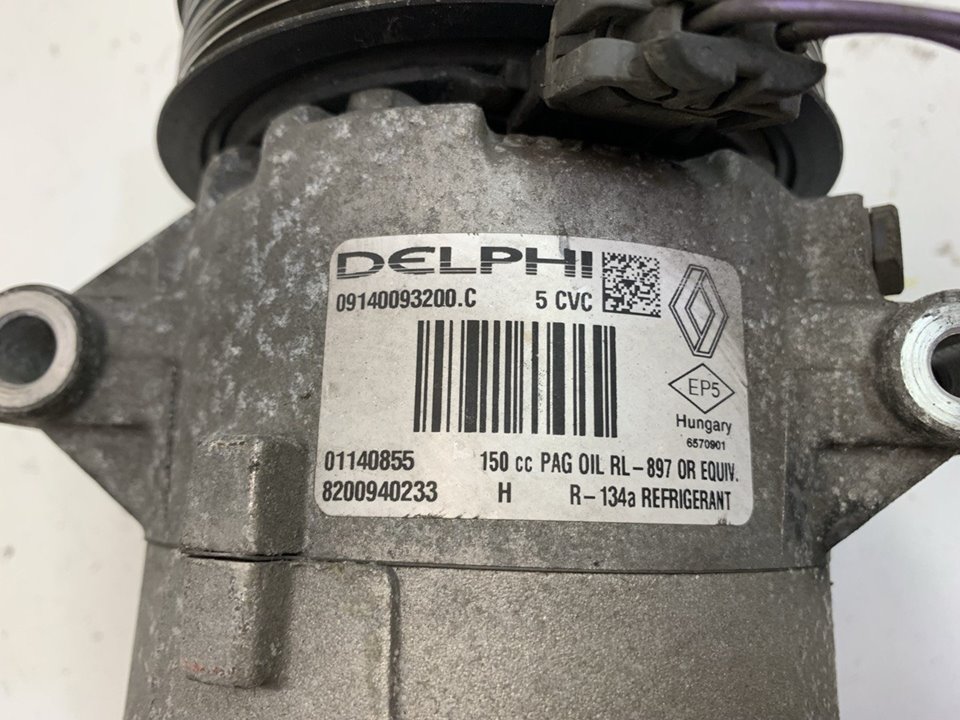 DELPHI
09140093200.C 5 CVC
EP5
Hungary
6570901
01140855 150 cc PAG OIL RL-897 OR EQUIV.
8200940233 H R-134a REFRIGERANT